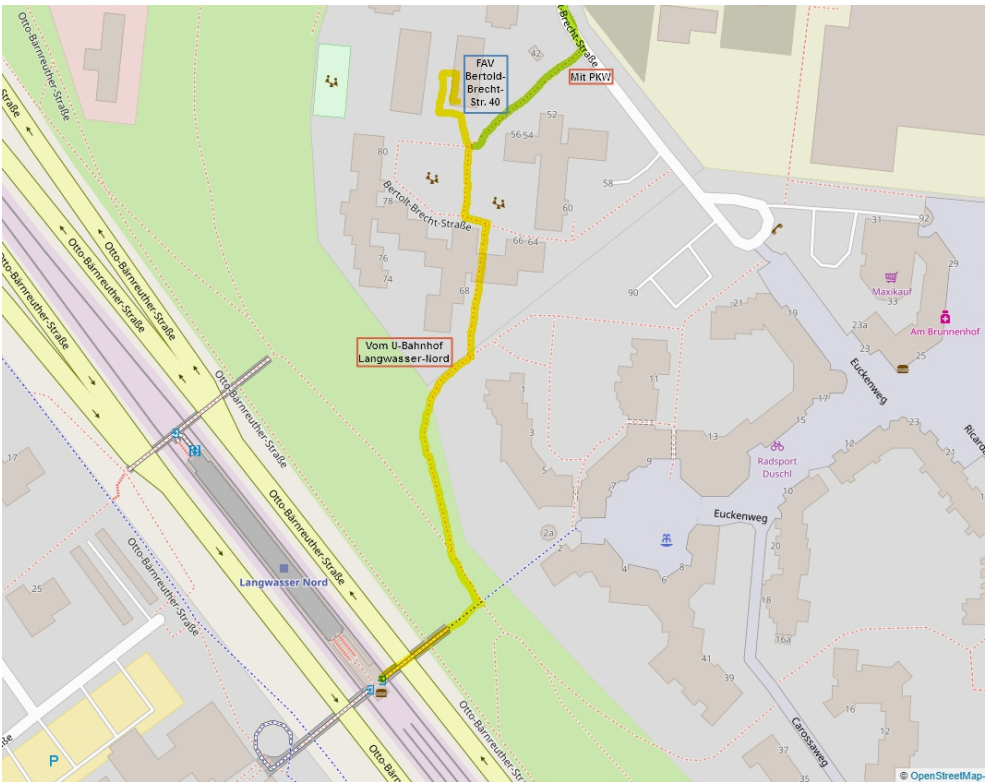 Otto-Bärnreuther-Straße
Straße
t-Brecht-Straße
42
FAV
Bertold-
Brecht-
Str. 40
Mit PKW
52
5654
80
58
60
78
Bertolt-Brecht-Straße
66 64
76
74
68
90
31
92
29
Maxikauf
33
Am Brunnenhof
21
19
23a
23
25
Otto-Bärnreuther-Straße
Otto-Bärnreuther-Straße
Otto-Bärnreuther-Straße
Vom U-Bahnhof
Langwasser-Nord
Otto-Bärnreuther-Straße
Euckenweg
1
11
15
17
3
13
12
23
21
Radsport
Duschl
5
9
7
10
17
Otto-Bärnreuther-Straße
Euckenweg
2a
20
Langwasser Nord
4
6
8
25
Otto-Bärnreuther-Straße
18
16a
41
39
16
12
37
35
Carossaweg
P
Otto-Bärnreuther-Straße
© OpenStreetMap-